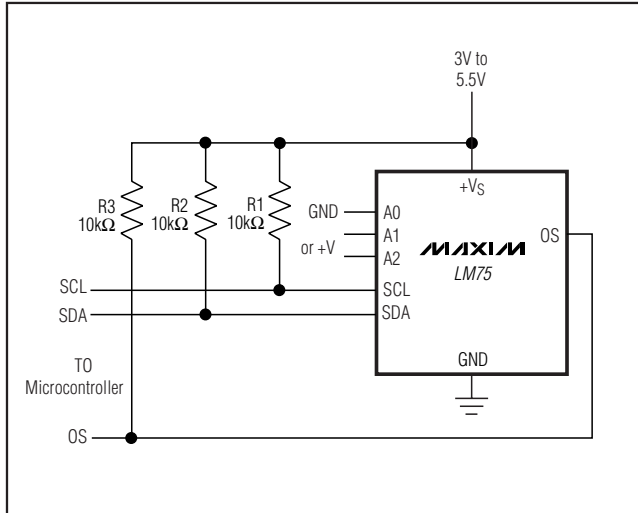 3V to
5.5V
+VS
R3
10kΩ
R2
10kΩ
R1
10kΩ
GND
or +V
A0
A1
A2
MAXIM
LM75
OS
SCL
SDA
SCL
SDA
GND
TO
Microcontroller
OS